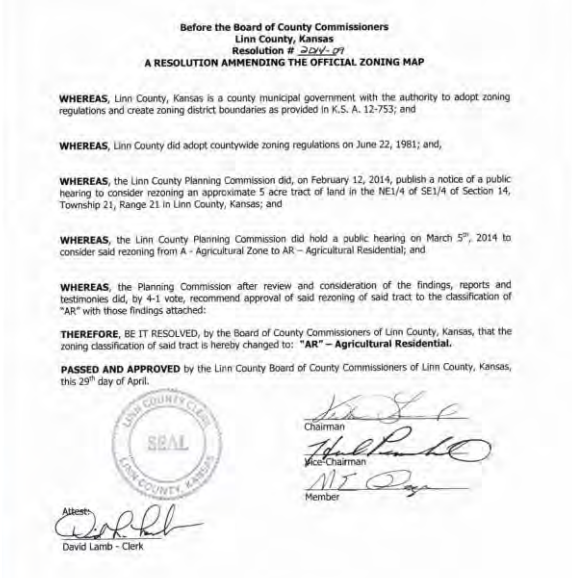 Before the Board of County Commissioners
Linn County, Kansas
Resolution # 2014-09
A RESOLUTION AMMENDING THE OFFICIAL ZONING MAP
WHEREAS, Linn County, Kansas is a county municipal government with the authority to adopt zoning
regulations and create zoning district boundaries as provided in K.S. A. 12-753; and
WHEREAS, Linn County did adopt countywide zoning regulations on June 22, 1981; and,
WHEREAS, the Linn County Planning Commission did, on February 12, 2014, publish a notice of a public
hearing to consider rezoning an approximate 5 acre tract of land in the NE1/4 of SE1/4 of Section 14,
Township 21, Range 21 in Linn County, Kansas; and
WHEREAS, the Linn County Planning Commission did hold a public hearing on March 5th, 2014 to
consider said rezoning from A - Agricultural Zone to AR – Agricultural Residential; and
WHEREAS, the Planning Commission after review and consideration of the findings, reports and
testimonies did, by 4-1 vote, recommend approval of said rezoning of said tract to the classification of
"AR" with those findings attached:
THEREFORE, BE IT RESOLVED, by the Board of County Commissioners of Linn County, Kansas, that the
zoning classification of said tract is hereby changed to: "AR" – Agricultural Residential.
PASSED AND APPROVED by the Linn County Board of County Commissioners of Linn County, Kansas,
this 29th day of April.
LINN COUNTY CLERK
SEAL
LINN COUNTY, KANSAS
Chairman
Vice-Chairman
Member
Attest:
David Lamb - Clerk